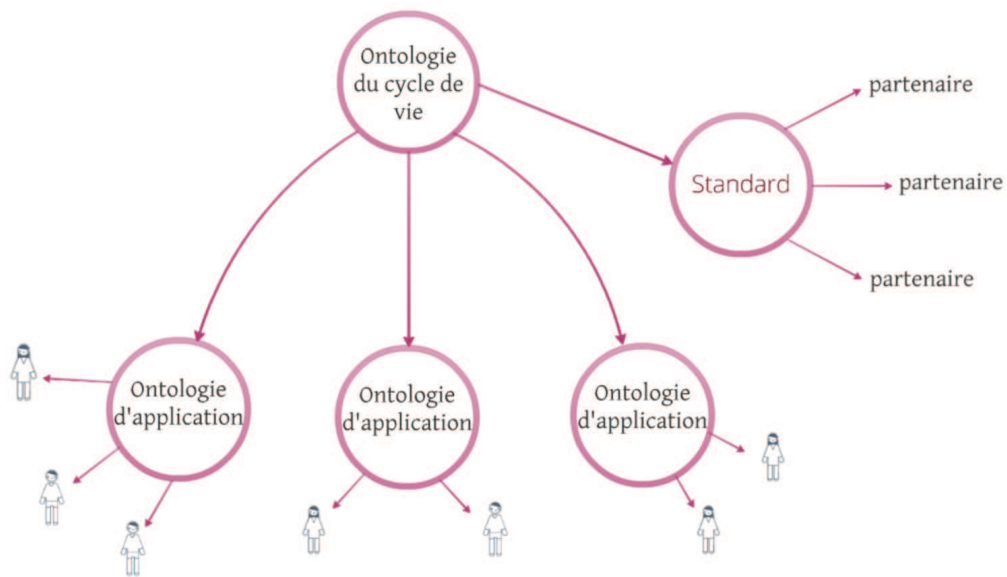 Ontologie
du cycle de
vie
partenaire
Standard
partenaire
partenaire
Ontologie
d'application
Ontologie
d'application
Ontologie
d'application